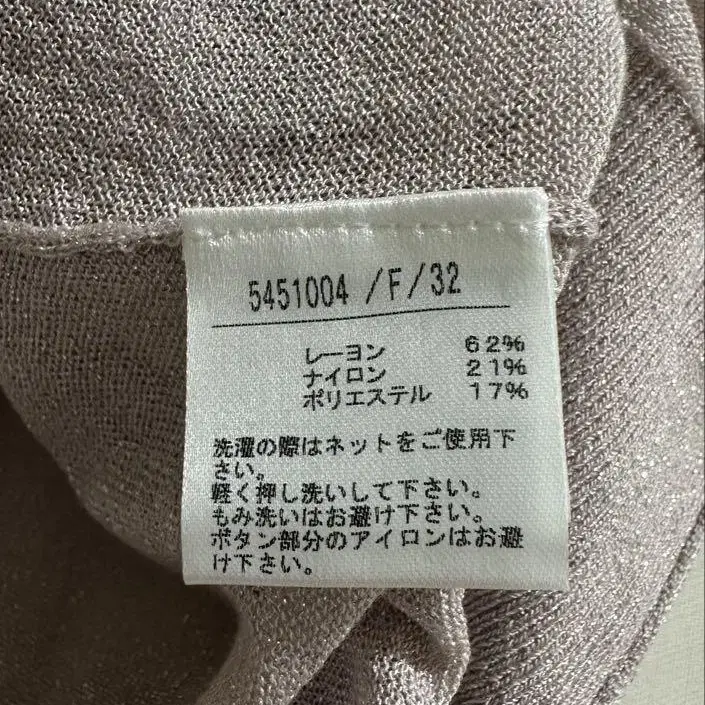 5451004 /F/32
レーヨン 62%
ナイロン 21%
ポリエステル 17%
洗濯の際はネットをご使用下
さい。
軽く押し洗いして下さい。
もみ洗いはお避け下さい。
ボタン部分のアイロンはお避
け下さい。